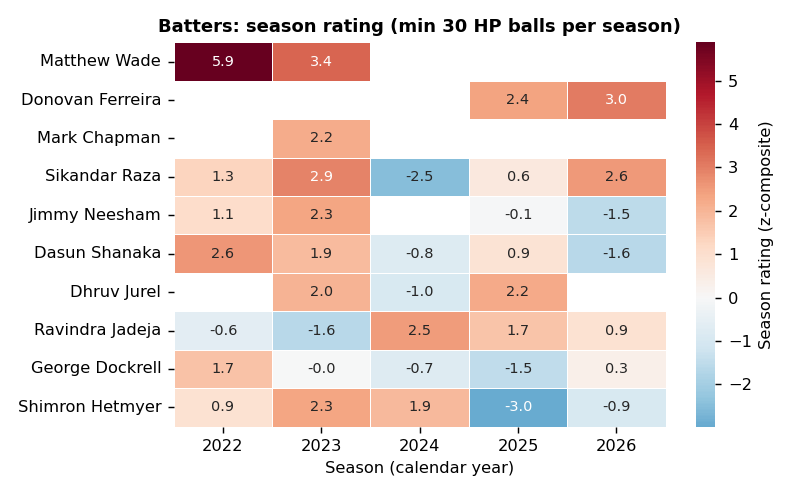 Batters: season rating (min 30 HP balls per season)
Matthew Wade 5.9 3.4
Donovan Ferreira 2.4 3.0
Mark Chapman 2.2
Sikandar Raza 1.3 2.9 -2.5 0.6 2.6
Jimmy Neesham 1.1 2.3 -0.1 -1.5
Dasun Shanaka 2.6 1.9 -0.8 0.9 -1.6
Dhruv Jurel 2.0 -1.0 2.2
Ravindra Jadeja -0.6 -1.6 2.5 1.7 0.9
George Dockrell 1.7 -0.0 -0.7 -1.5 0.3
Shimron Hetmyer 0.9 2.3 1.9 -3.0 -0.9
2022 2023 2024 2025 2026
Season (calendar year)
5
4
3
2
1
0
−1
−2
Season rating (z-composite)